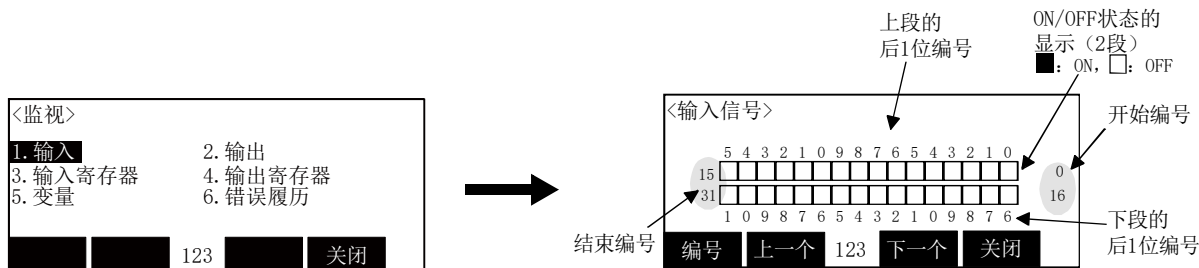 上段的
后1位编号
ON/OFF状态的
显示（2段）
■：ON，□：OFF
<监视>
1.输入 2.输出
3.输入寄存器 4.输出寄存器
5.变量 6.错误履历
123 关闭
<输入信号>
开始编号
5 4 3 2 1 0 9 8 7 6 5 4 3 2 1 0
15 0
31 16
1 0 9 8 7 6 5 4 3 2 1 0 9 8 7 6
结束编号
下段的
后1位编号
编号 上一个 123 下一个 关闭